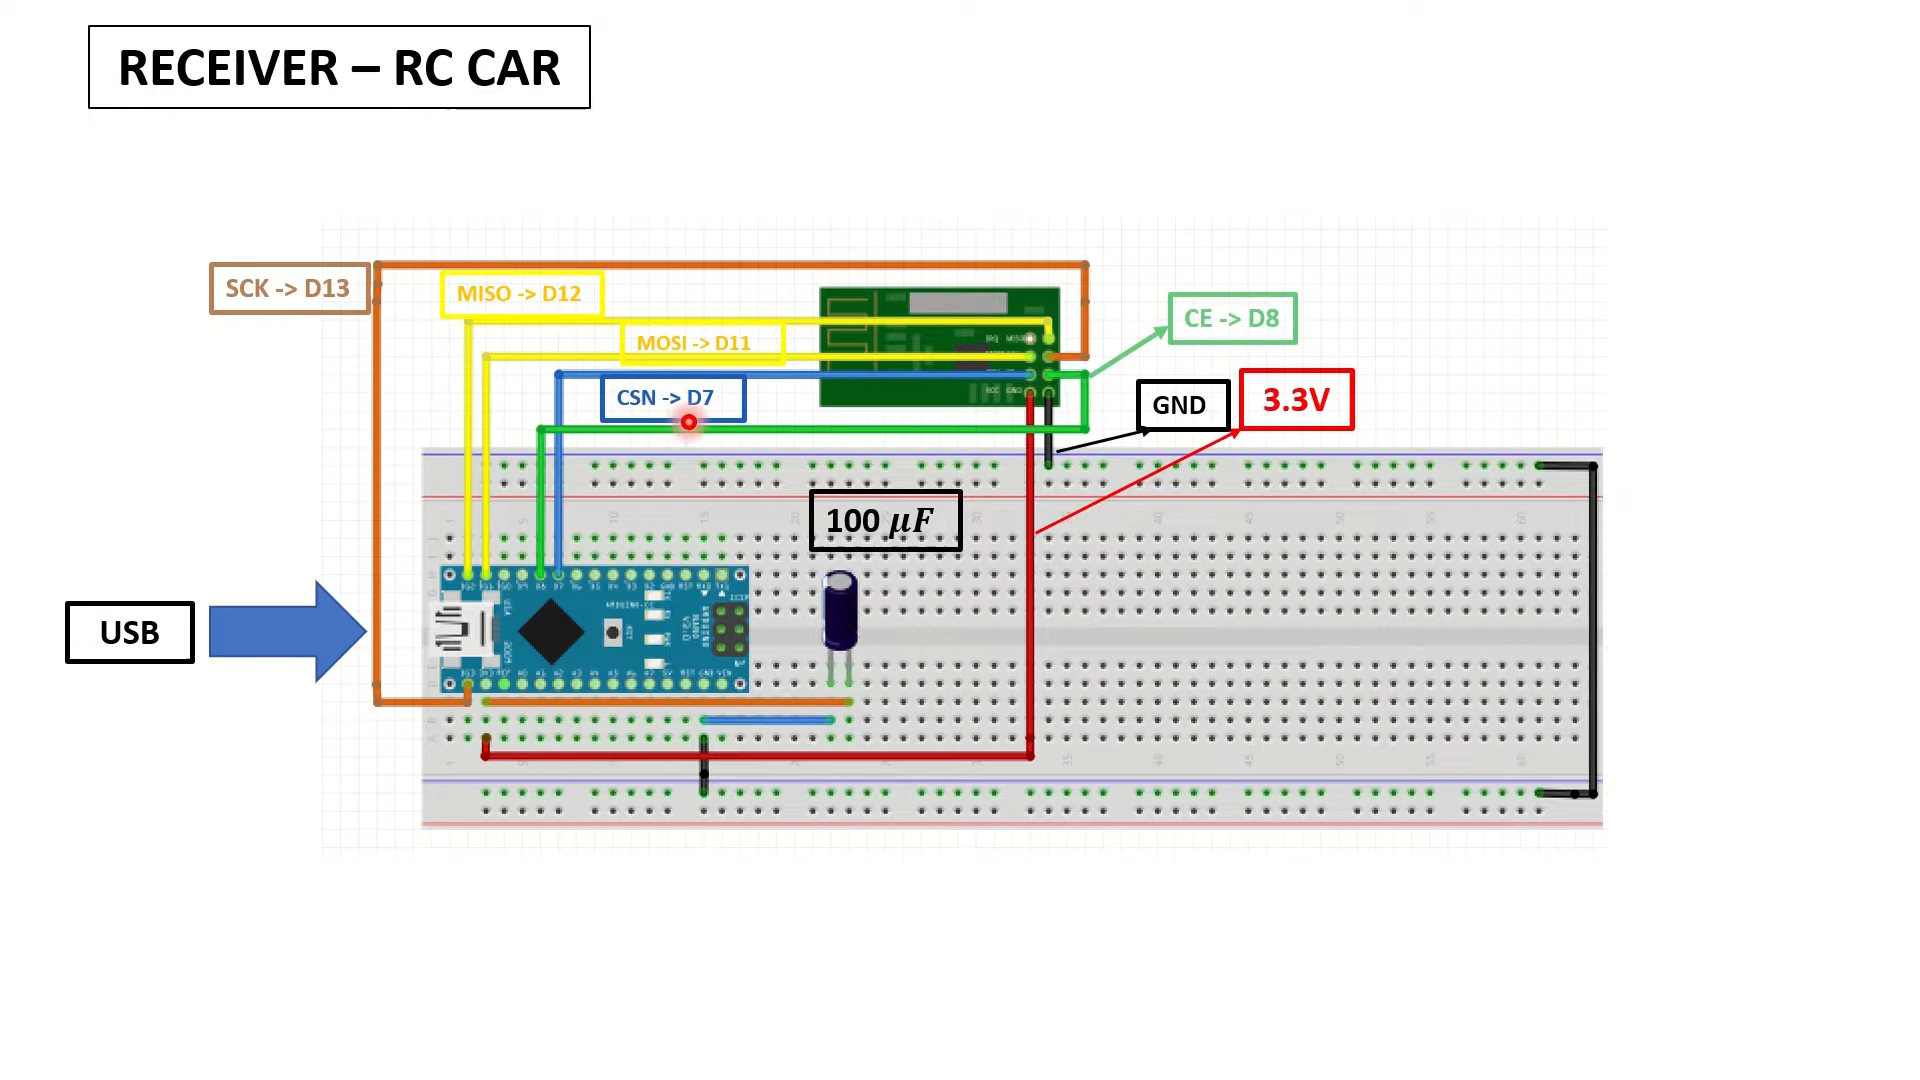 RECEIVER – RC CAR
SCK -> D13
MISO -> D12
MOSI -> D11
CE -> D8
CSN -> D7
GND
3.3V
100 μF
USB